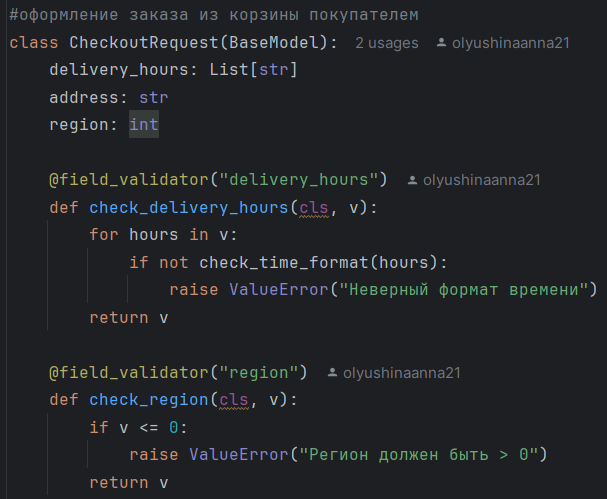 #оформление заказа из корзины покупателем
class CheckoutRequest(BaseModel): 2 usages olyushinaanna21
    delivery_hours: List[str]
    address: str
    region: int
    @field_validator("delivery_hours") olyushinaanna21
    def check_delivery_hours(cls, v):
        for hours in v:
            if not check_time_format(hours):
                raise ValueError("Неверный формат времени")
        return v
    @field_validator("region") olyushinaanna21
    def check_region(cls, v):
        if v <= 0:
            raise ValueError("Регион должен быть > 0")
        return v